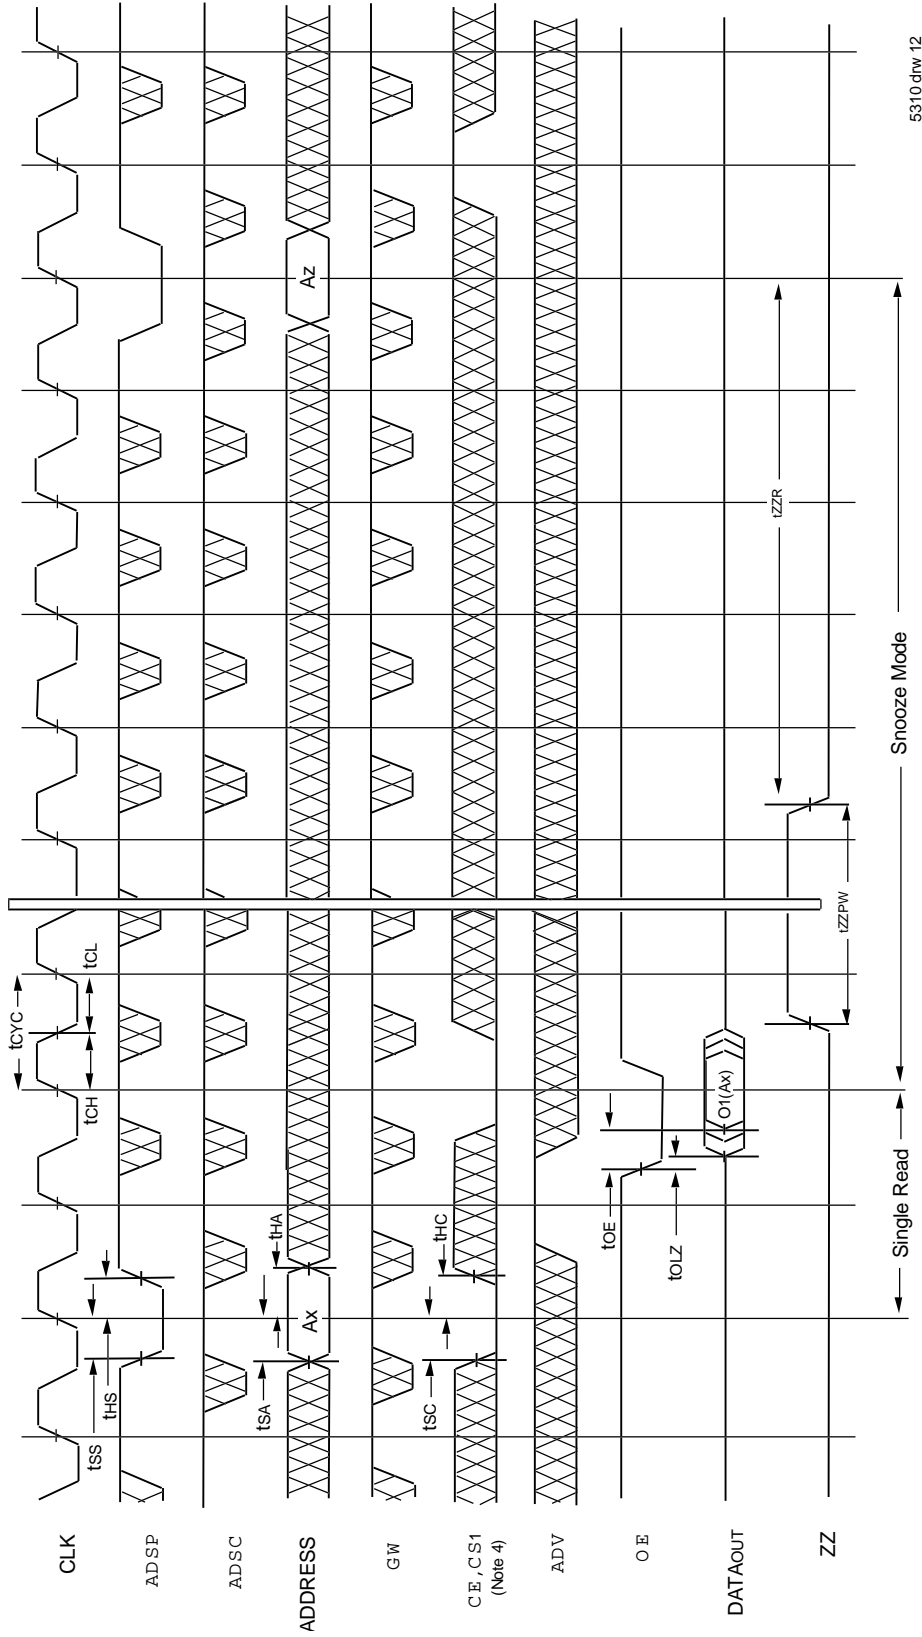 CLK
tCYC
tCH
tCL
tSS
tHS
ADSP
ADSC
ADDRESS
tSA
tHA
Ax
Az
GW
CE,CS1
(Note 4)
tSC
tHC
ADV
OE
tOE
tOLZ
DATAOUT
O1(Ax)
ZZ
tZZPW
tZZR
Single Read
Snooze Mode
5310 drw 12